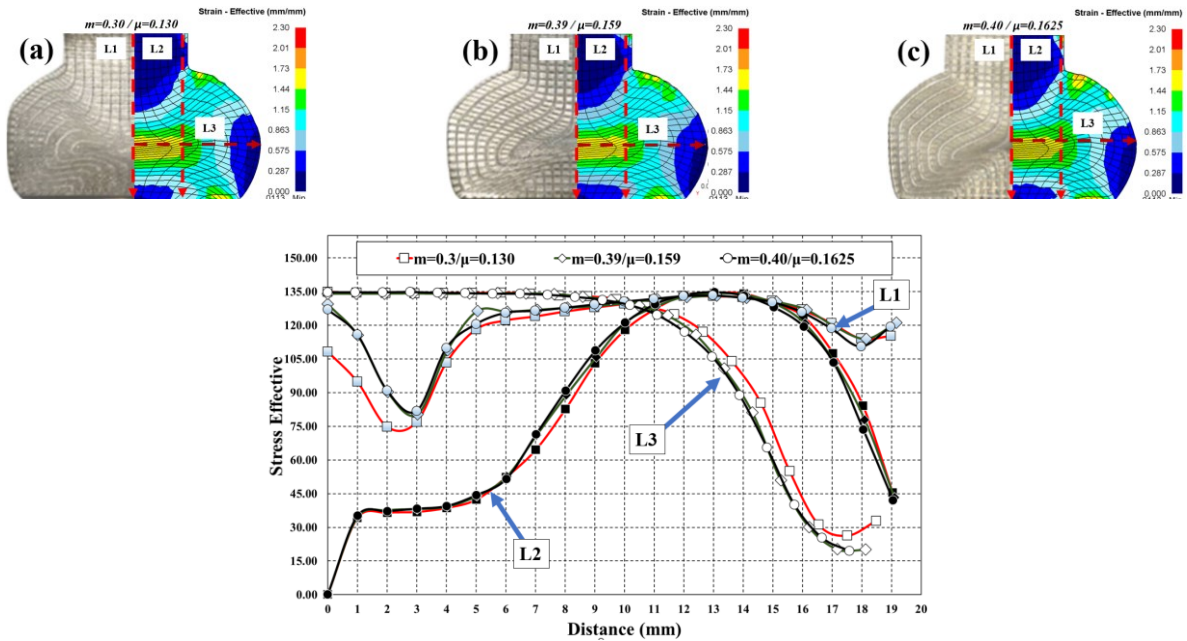 Strain - Effective (mm/mm)
m=0.30 / μ=0.130
(a)
L1
L2
L3
2.30
2.01
1.73
1.44
1.15
0.863
0.575
0.287
0.000
Strain - Effective (mm/mm)
m=0.39 / μ=0.159
(b)
L1
L2
L3
2.30
2.01
1.73
1.44
1.15
0.863
0.575
0.287
0.000
Strain - Effective (mm/mm)
m=0.40 / μ=0.1625
(c)
L1
L2
L3
2.30
2.01
1.73
1.44
1.15
0.863
0.575
0.287
0.000
m=0.3/μ=0.130 m=0.39/μ=0.159 m=0.40/μ=0.1625
Stress Effective
150.00
135.00
120.00
105.00
90.00
75.00
60.00
45.00
30.00
15.00
0.00
L1
L3
L2
0 1 2 3 4 5 6 7 8 9 10 11 12 13 14 15 16 17 18 19 20
Distance (mm)